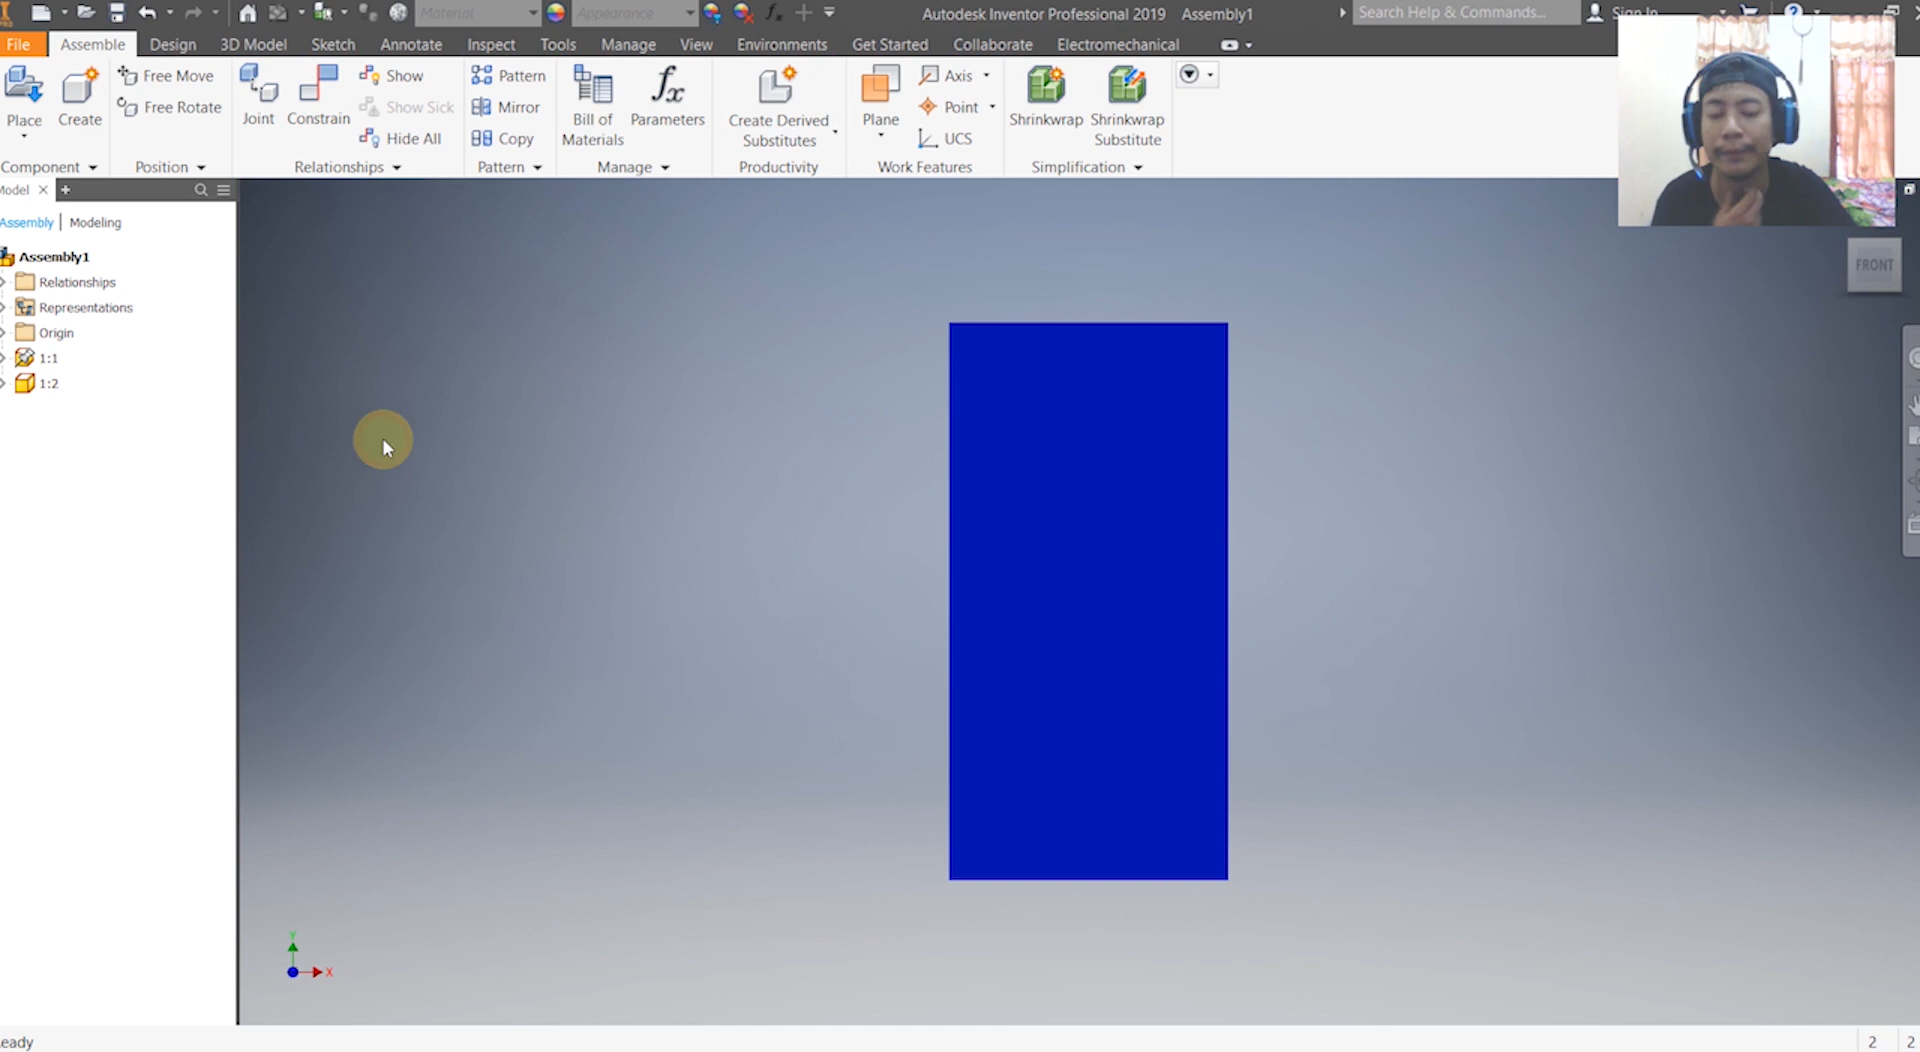 Material
Appearance
Autodesk Inventor Professional 2019 Assembly1
Search Help & Commands...
Sign In
File Assemble Design 3D Model Sketch Annotate Inspect Tools Manage View Environments Get Started Collaborate Electromechanical
Place
Create
Free Move
Free Rotate
Joint
Constrain
Show
Show Sick
Hide All
Pattern
Mirror
Copy
Bill of
Materials
Parameters
Create Derived
Substitutes
Plane
Axis
Point
UCS
Shrinkwrap
Shrinkwrap
Substitute
Component Position Relationships Pattern Manage Productivity Work Features Simplification
Model
Assembly | Modeling
Assembly1
Relationships
Representations
Origin
1:1
1:2
FRONT
Y
X
eady
2 2